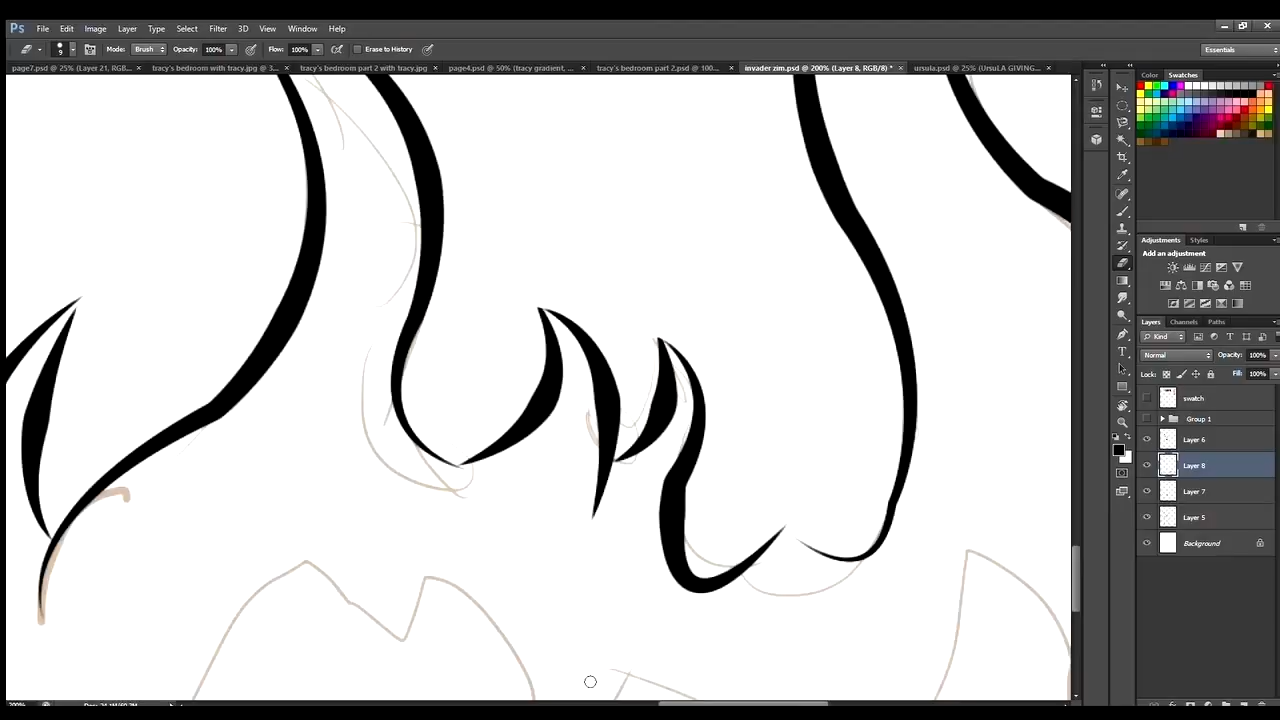 Ps File Edit Image Layer Type Select Filter 3D View Window Help
9 Mode: Brush Opacity: 100% Flow: 100% Erase to History Essentials
page7.psd @ 25% (Layer 21, RGB... × tracy's bedroom with tracy.jpg @ 3... × tracy's bedroom part 2 with tracy.jpg × page4.psd @ 50% (tracy gradient, ... × tracy's bedroom part 2.psd @ 100... × invader zim.psd @ 200% (Layer 8, RGB/8) * × ursula.psd @ 25% (UrsuLA GIVING... ×
Color Swatches
Adjustments Styles
Add an adjustment
Layers Channels Paths
Kind
Normal Opacity: 100%
Lock: Fill: 100%
swatch
Group 1
Layer 6
Layer 8
Layer 7
Layer 5
Background
200%